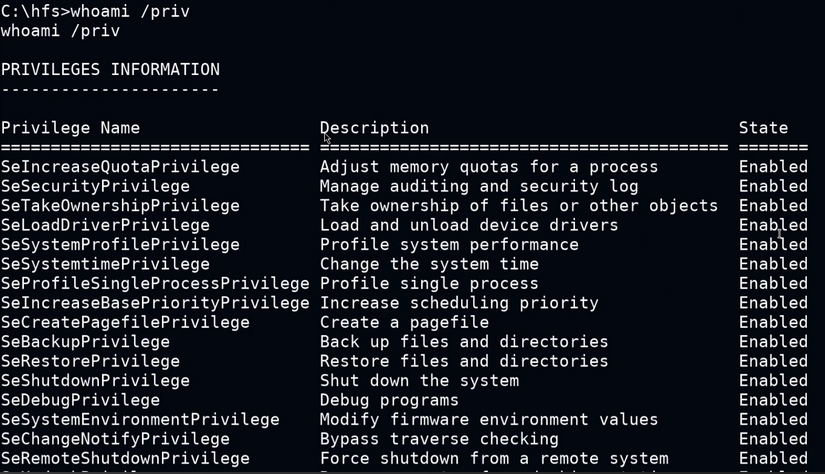 C:\hfs>whoami /priv
whoami /priv
PRIVILEGES INFORMATION
----------------------
Privilege Name Description State
=============================== ========================================= =======
SeIncreaseQuotaPrivilege Adjust memory quotas for a process Enabled
SeSecurityPrivilege Manage auditing and security log Enabled
SeTakeOwnershipPrivilege Take ownership of files or other objects Enabled
SeLoadDriverPrivilege Load and unload device drivers Enabled
SeSystemProfilePrivilege Profile system performance Enabled
SeSystemtimePrivilege Change the system time Enabled
SeProfileSingleProcessPrivilege Profile single process Enabled
SeIncreaseBasePriorityPrivilege Increase scheduling priority Enabled
SeCreatePagefilePrivilege Create a pagefile Enabled
SeBackupPrivilege Back up files and directories Enabled
SeRestorePrivilege Restore files and directories Enabled
SeShutdownPrivilege Shut down the system Enabled
SeDebugPrivilege Debug programs Enabled
SeSystemEnvironmentPrivilege Modify firmware environment values Enabled
SeChangeNotifyPrivilege Bypass traverse checking Enabled
SeRemoteShutdownPrivilege Force shutdown from a remote system Enabled